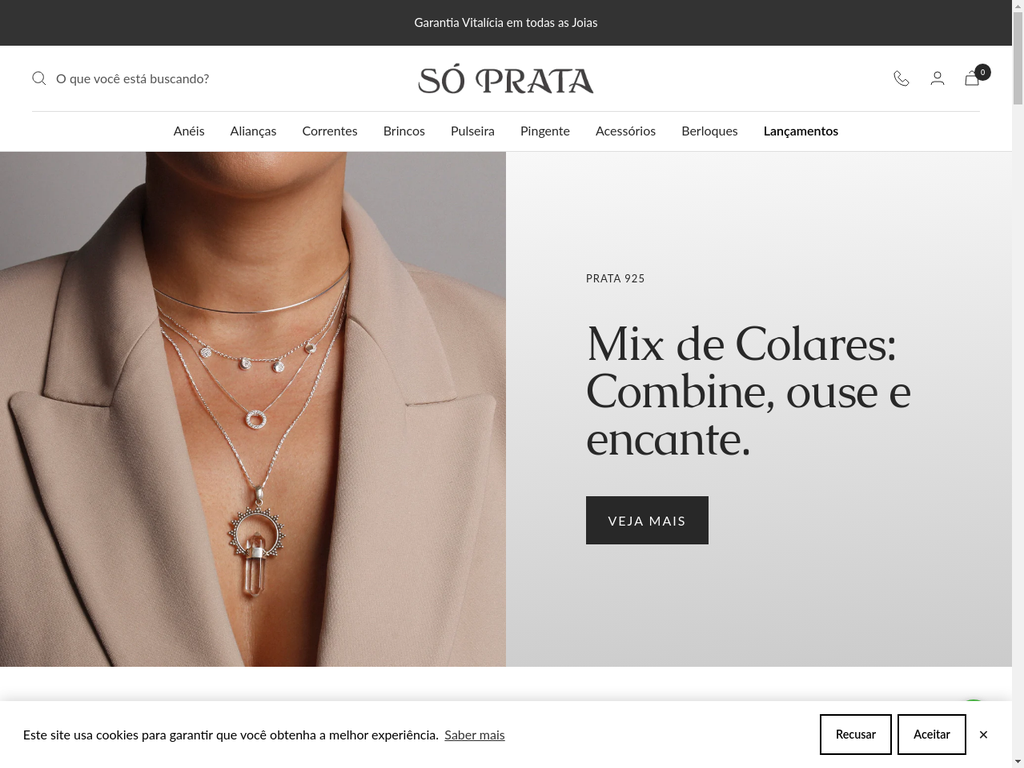 Garantia Vitalícia em todas as Joias
O que você está buscando?
SÓ PRATA
0
Anéis Alianças Correntes Brincos Pulseira Pingente Acessórios Berloques Lançamentos
PRATA 925
Mix de Colares:
Combine, ouse e
encante.
VEJA MAIS
Este site usa cookies para garantir que você obtenha a melhor experiência. Saber mais
Recusar
Aceitar
×